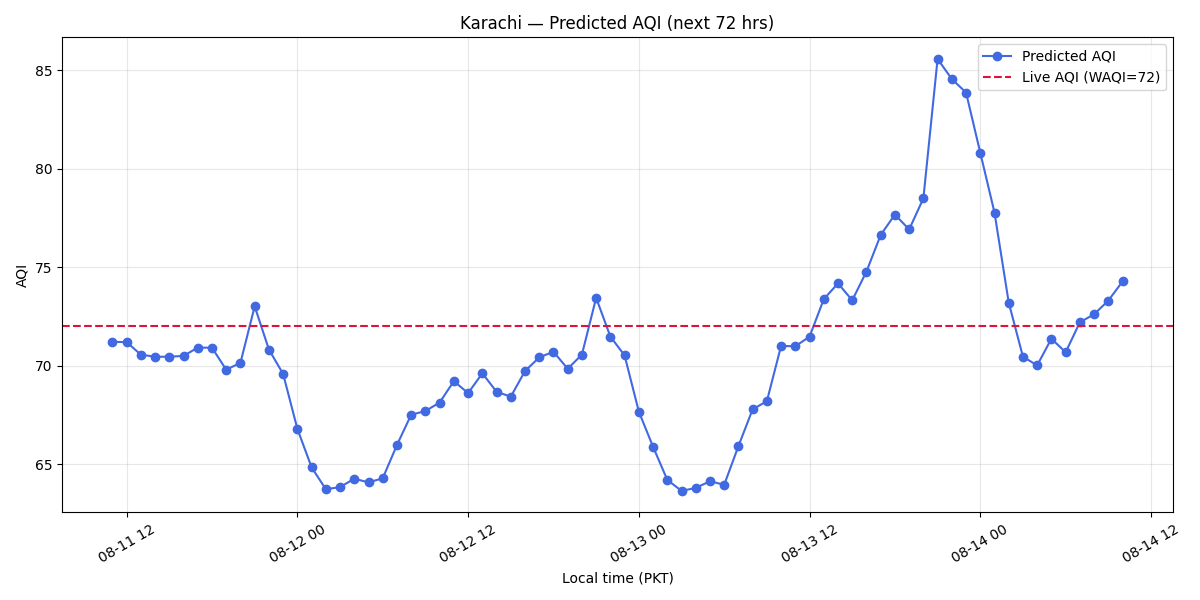 Karachi — Predicted AQI (next 72 hrs)
Predicted AQI
Live AQI (WAQI=72)
AQI
85
80
75
70
65
08-11 12
08-12 00
08-12 12
08-13 00
08-13 12
08-14 00
08-14 12
Local time (PKT)